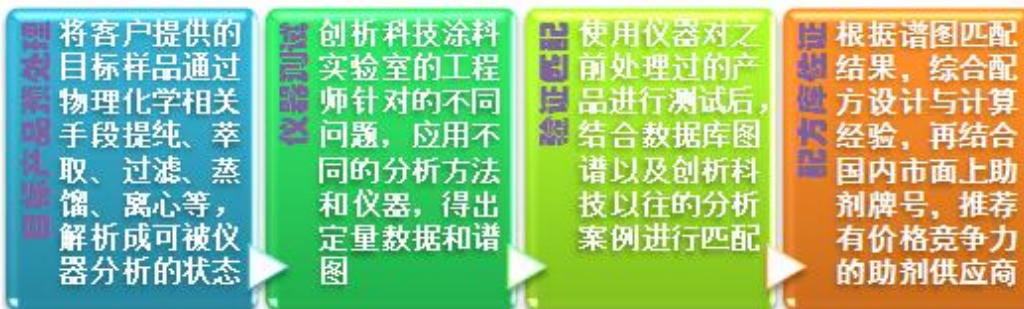 目标产品预处理
将客户提供的
目标样品通过
物理化学相关
手段提纯、萃
取、过滤、蒸
馏、离心等，
解析成可被仪
器分析的状态
仪器测试
创析科技涂料
实验室的工程
师针对的不同
问题，应用不
同的分析方法
和仪器，得出
定量数据和谱
图
验证匹配
使用仪器对之
前处理过的产
品进行测试后，
结合数据库图
谱以及创析科
技以往的分析
案例进行匹配
配方库佐证
根据谱图匹配
结果，综合配
方设计与计算
经验，再结合
国内市面上助
剂牌号，推荐
有价格竞争力
的助剂供应商